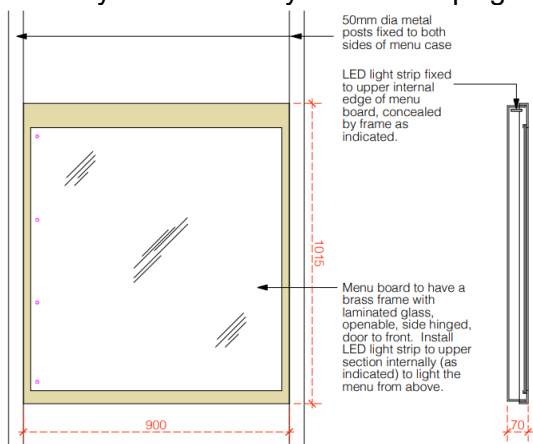 50mm dia metal
posts fixed to both
sides of menu case
LED light strip fixed
to upper internal
edge of menu
board, concealed
by frame as
indicated.
1015
Menu board to have a
brass frame with
laminated glass,
openable, side hinged,
door to front. Install
LED light strip to upper
section internally (as
indicated) to light the
menu from above.
900
70